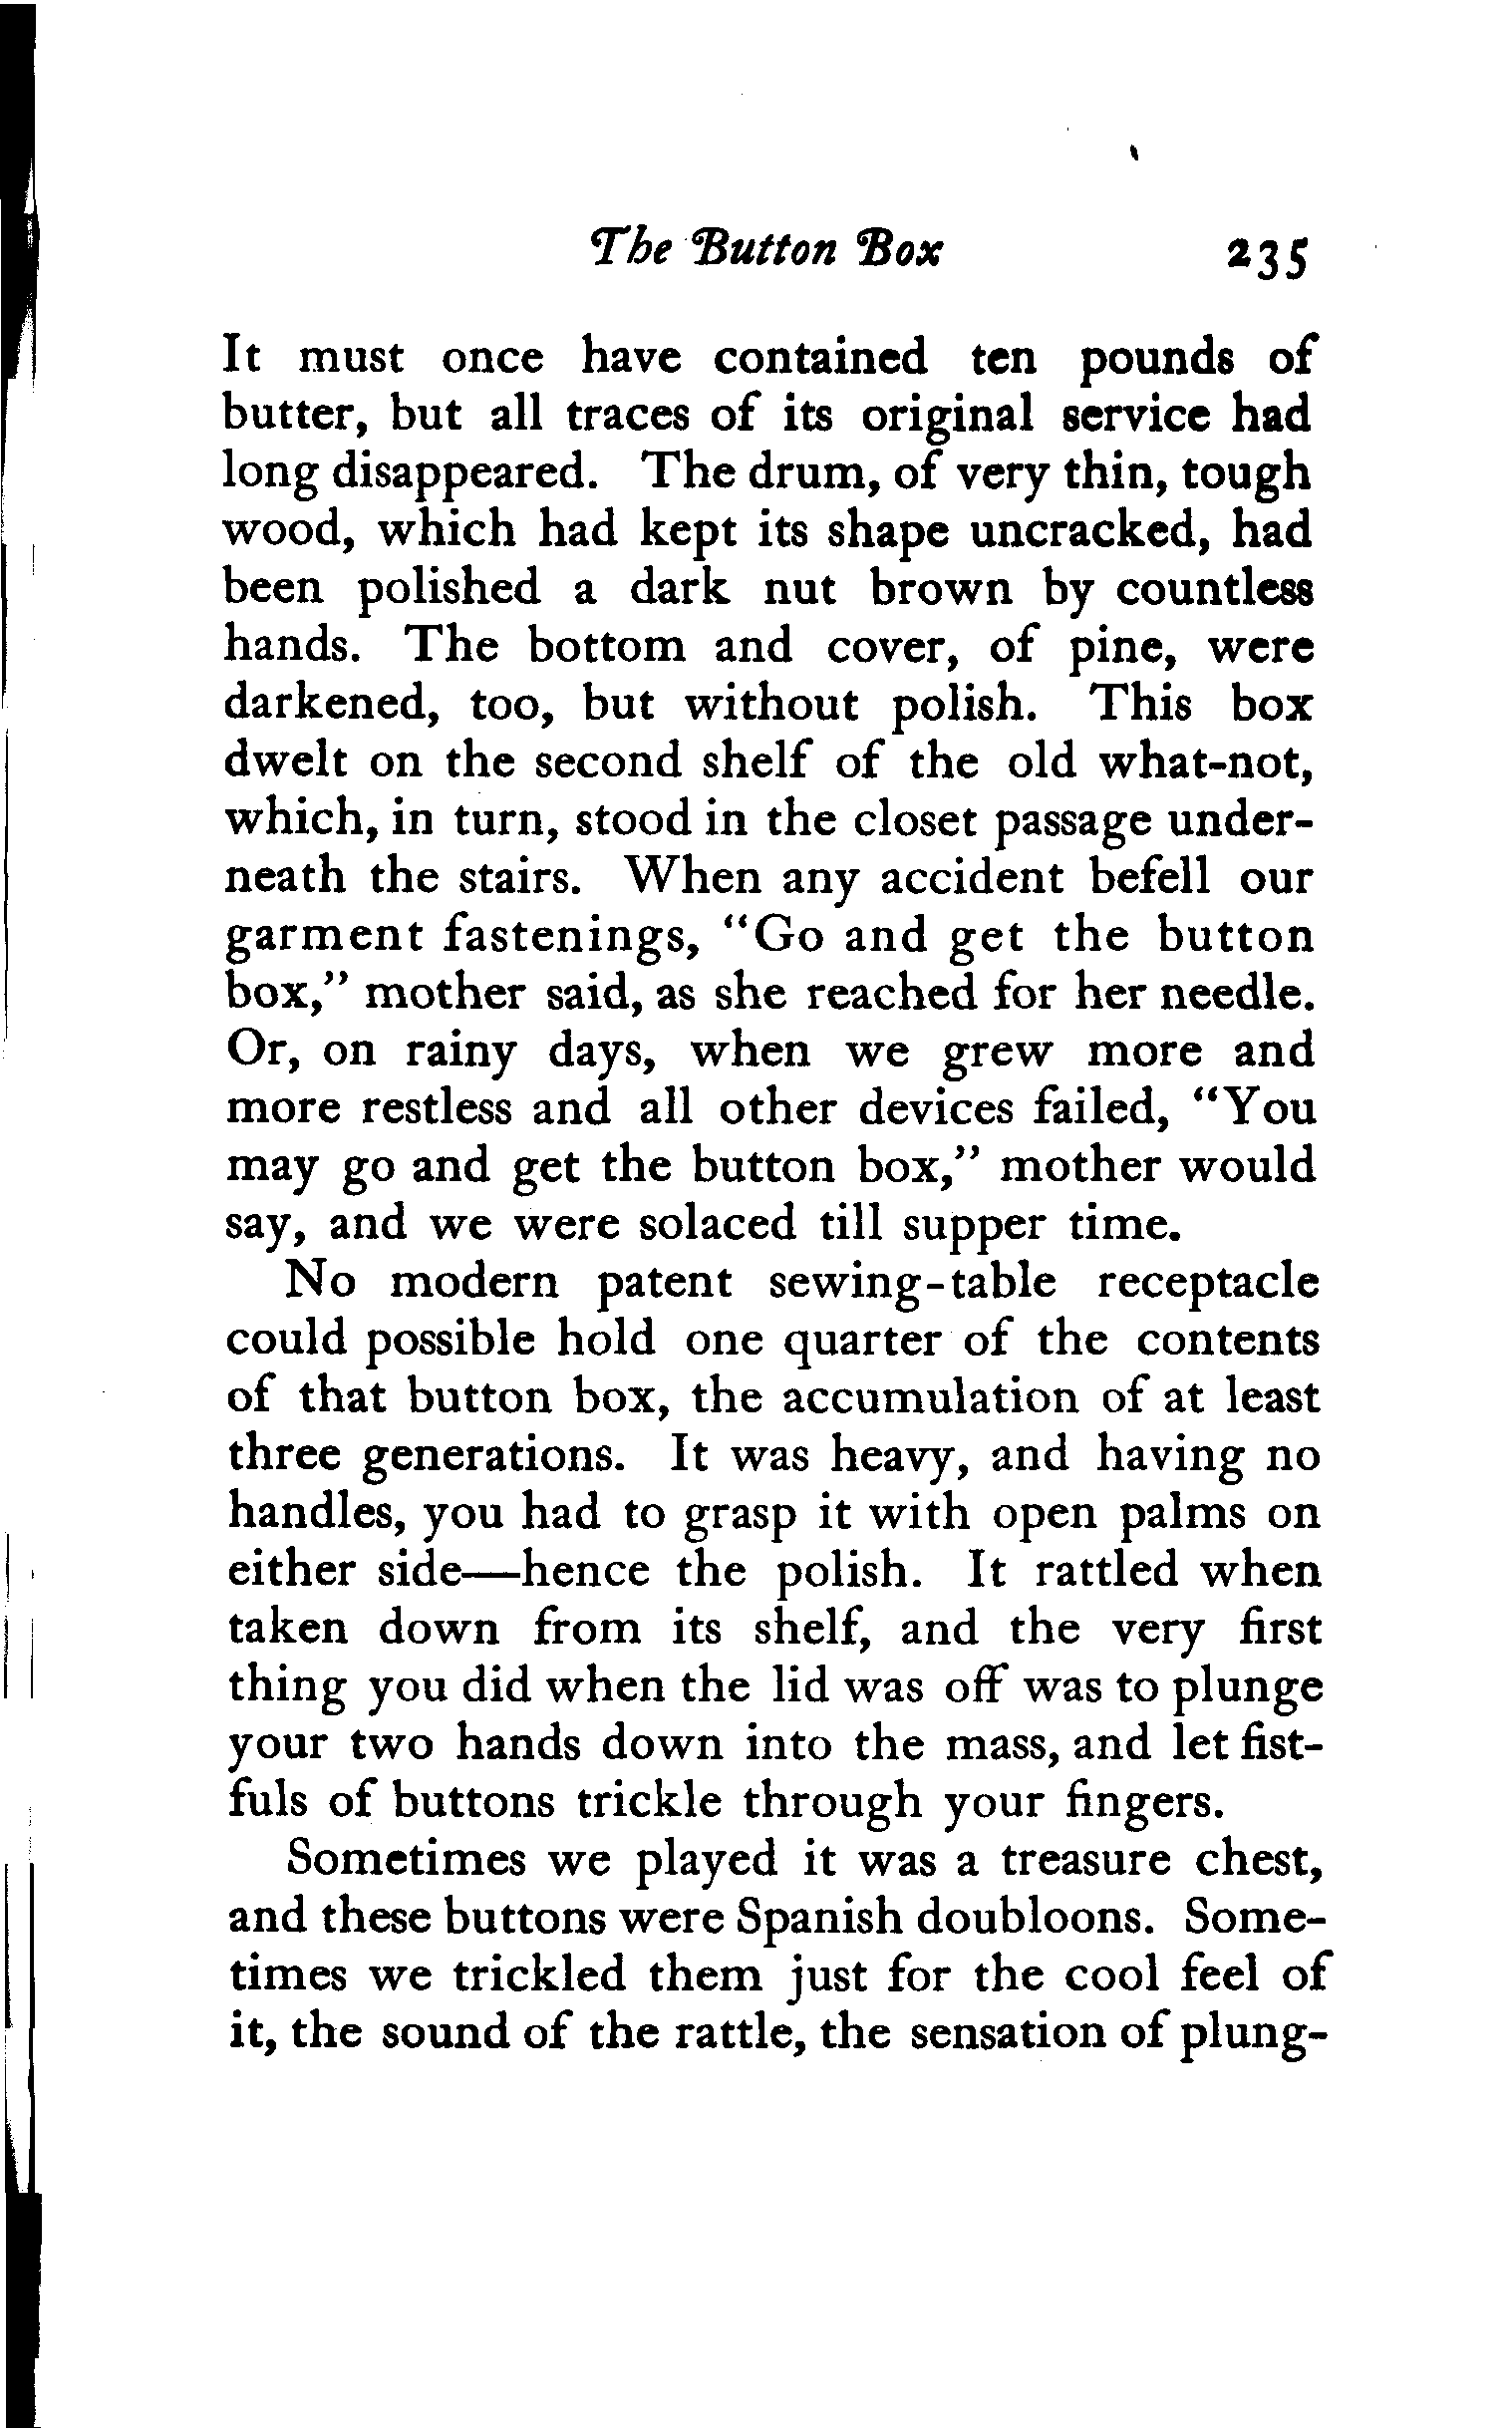 The Button Box 235
It must once have contained ten pounds of
butter, but all traces of its original service had
long disappeared. The drum, of very thin, tough
wood, which had kept its shape uncracked, had
been polished a dark nut brown by countless
hands. The bottom and cover, of pine, were
darkened, too, but without polish. This box
dwelt on the second shelf of the old what-not,
which, in turn, stood in the closet passage under-
neath the stairs. When any accident befell our
garment fastenings, "Go and get the button
box," mother said, as she reached for her needle.
Or, on rainy days, when we grew more and
more restless and all other devices failed, "You
may go and get the button box," mother would
say, and we were solaced till supper time.
No modern patent sewing-table receptacle
could possible hold one quarter of the contents
of that button box, the accumulation of at least
three generations. It was heavy, and having no
handles, you had to grasp it with open palms on
either side—hence the polish. It rattled when
taken down from its shelf, and the very first
thing you did when the lid was off was to plunge
your two hands down into the mass, and let fist-
fuls of buttons trickle through your fingers.
Sometimes we played it was a treasure chest,
and these buttons were Spanish doubloons. Some-
times we trickled them just for the cool feel of
it, the sound of the rattle, the sensation of plung-